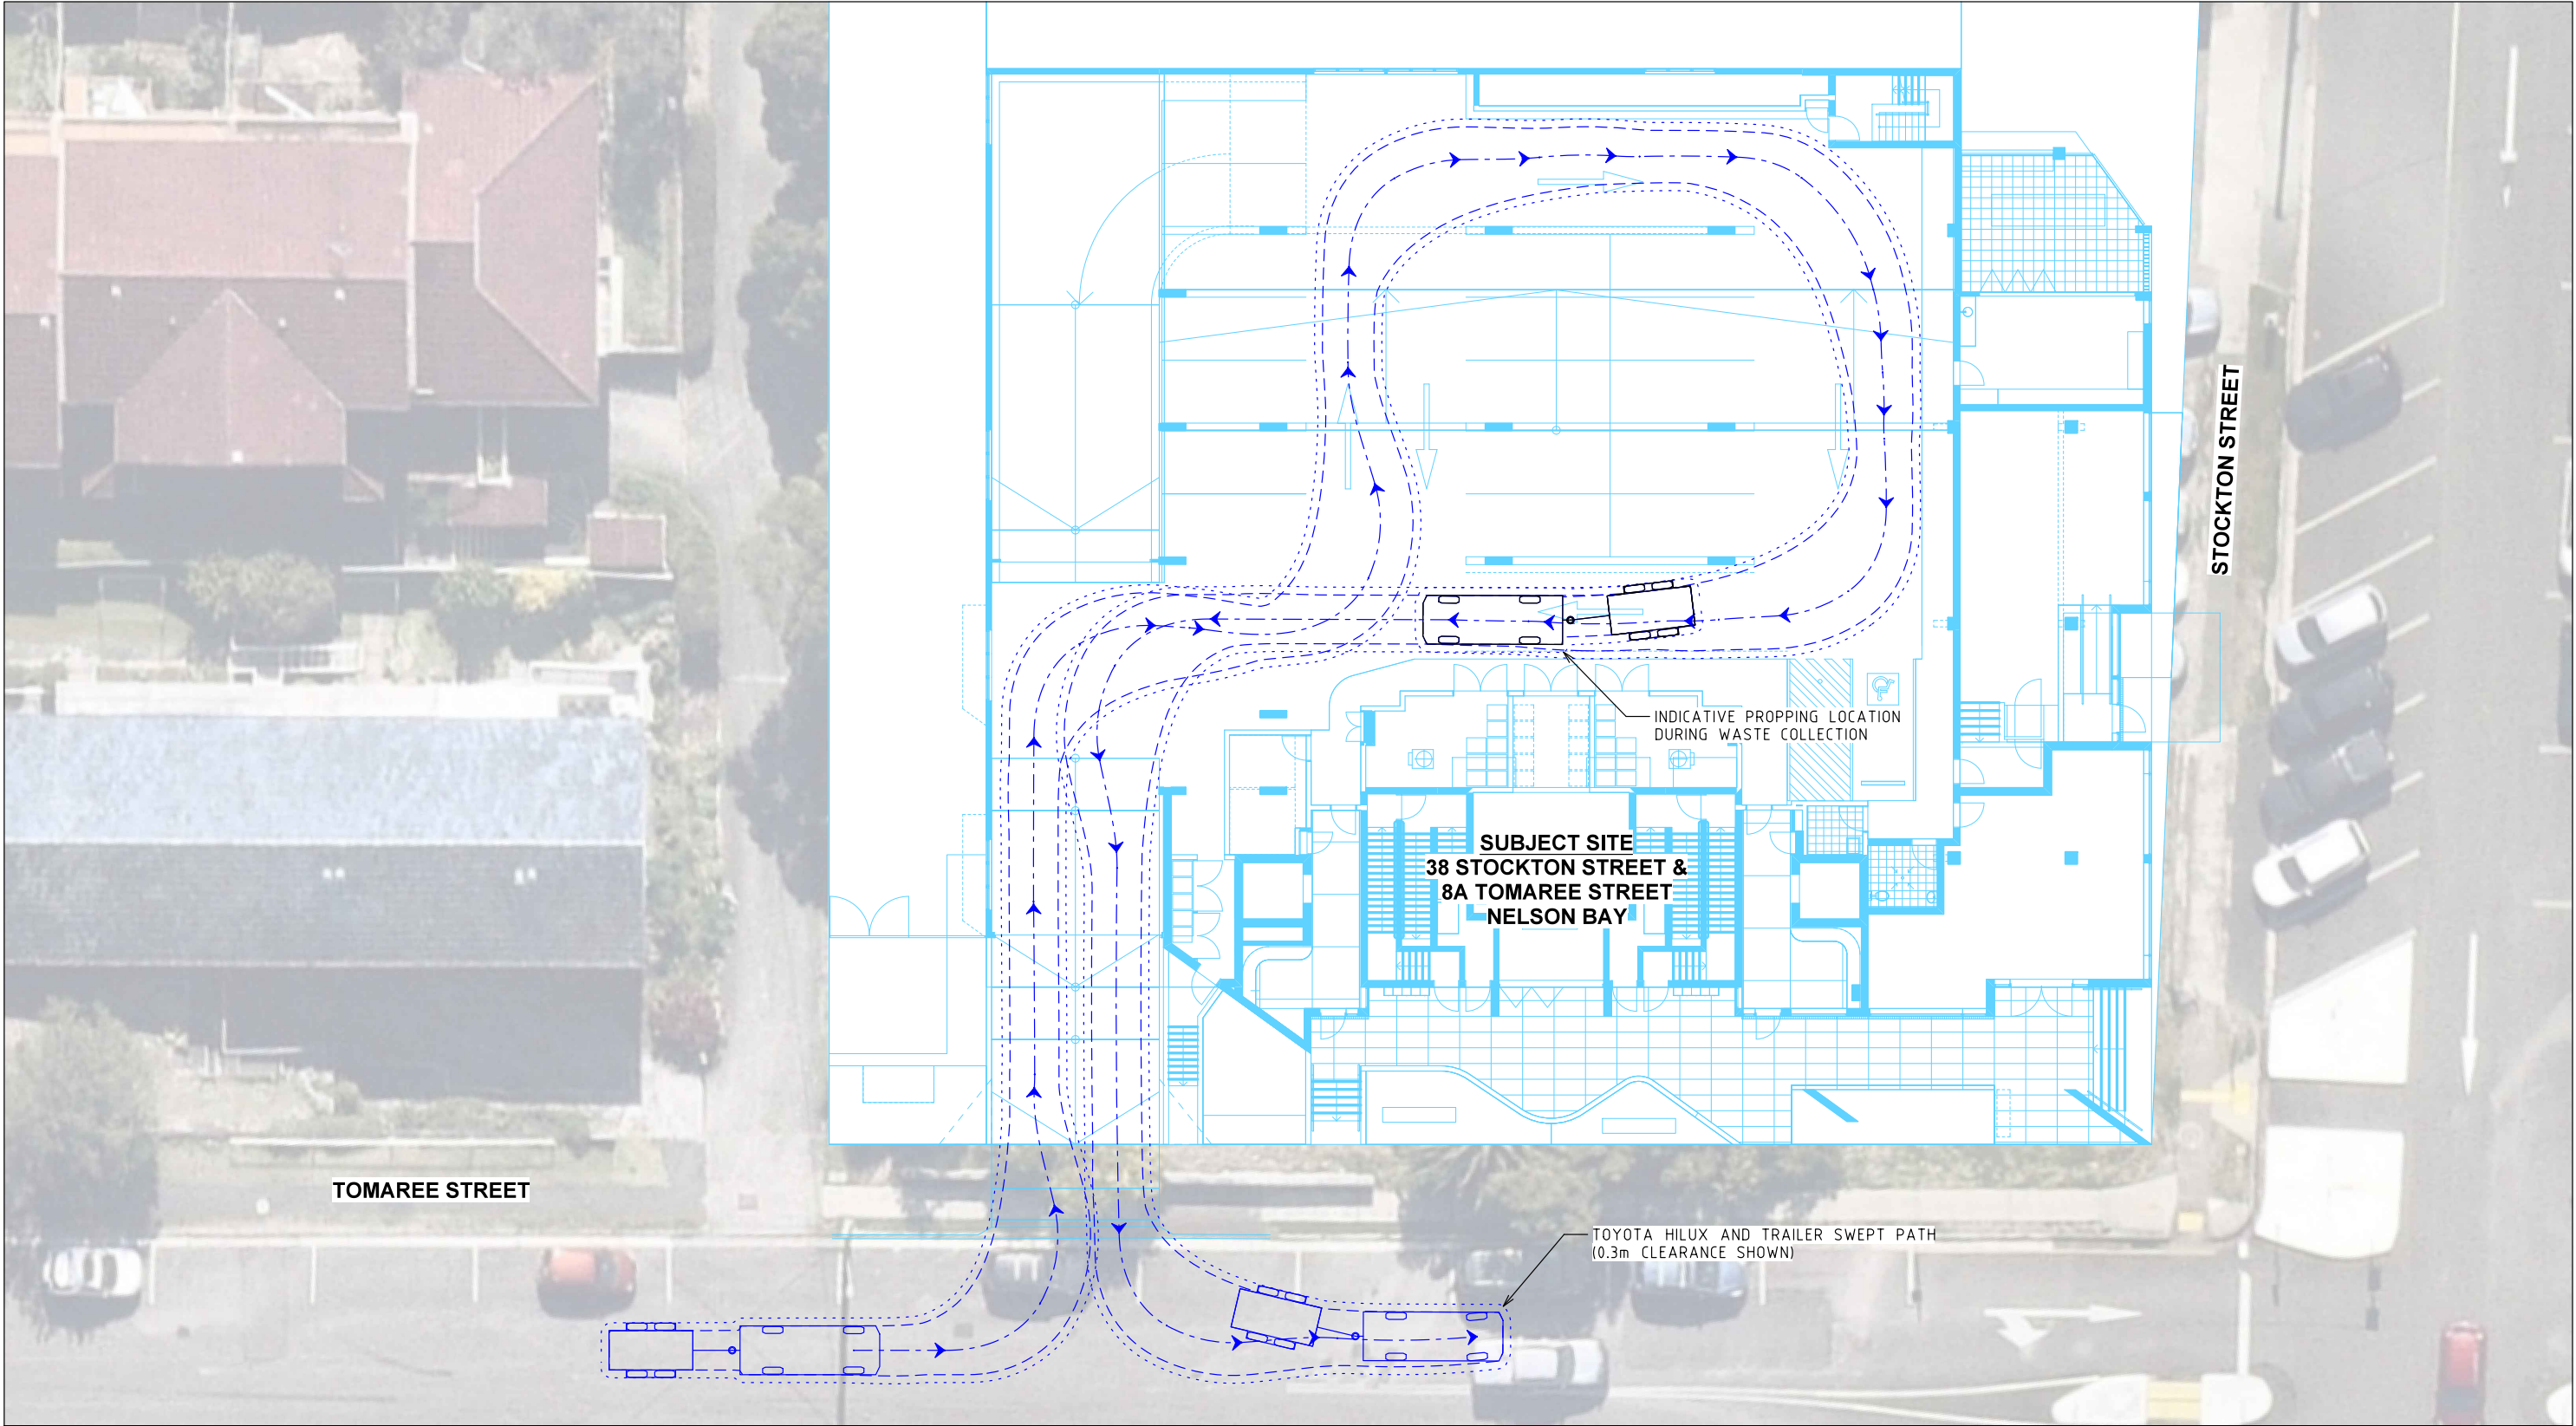 STOCKTON STREET
INDICATIVE PROPPING LOCATION
DURING WASTE COLLECTION
SUBJECT SITE
38 STOCKTON STREET &
8A TOMAREE STREET
NELSON BAY
TOMAREE STREET
TOYOTA HILUX AND TRAILER SWEPT PATH
(0.3m CLEARANCE SHOWN)